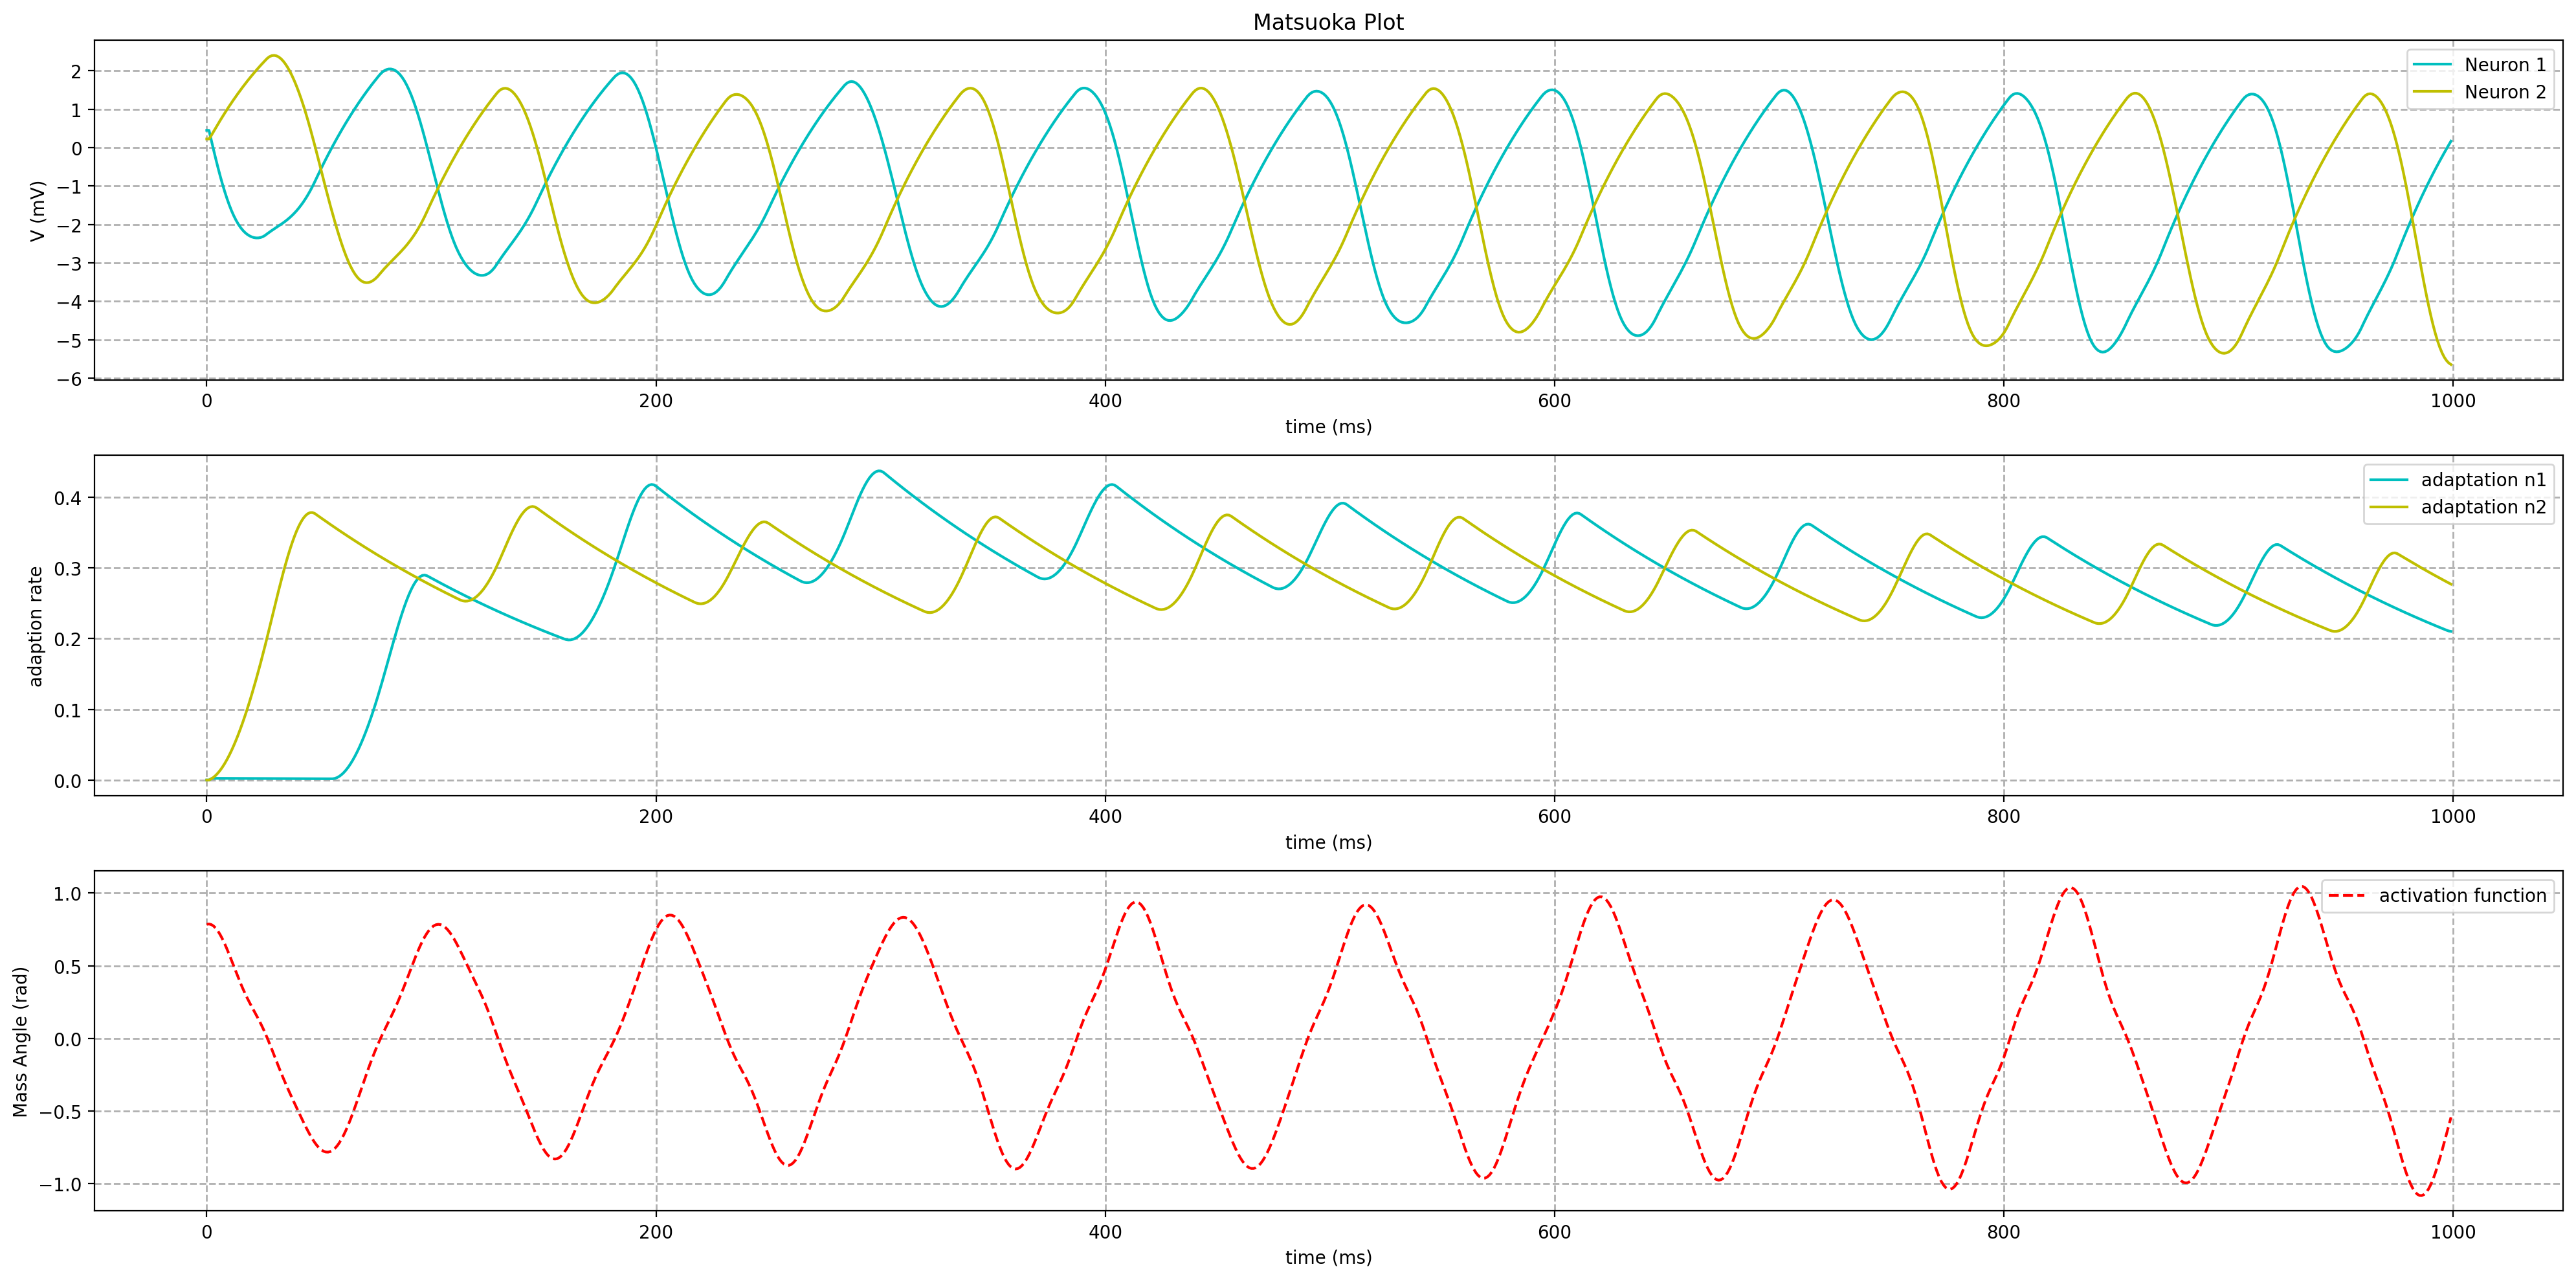 Matsuoka Plot
Neuron 1
Neuron 2
V (mV)
2
1
0
−1
−2
−3
−4
−5
−6
0 200 400 600 800 1000
time (ms)
adaptation n1
adaptation n2
adaption rate
0.4
0.3
0.2
0.1
0.0
0 200 400 600 800 1000
time (ms)
activation function
Mass Angle (rad)
1.0
0.5
0.0
−0.5
−1.0
0 200 400 600 800 1000
time (ms)